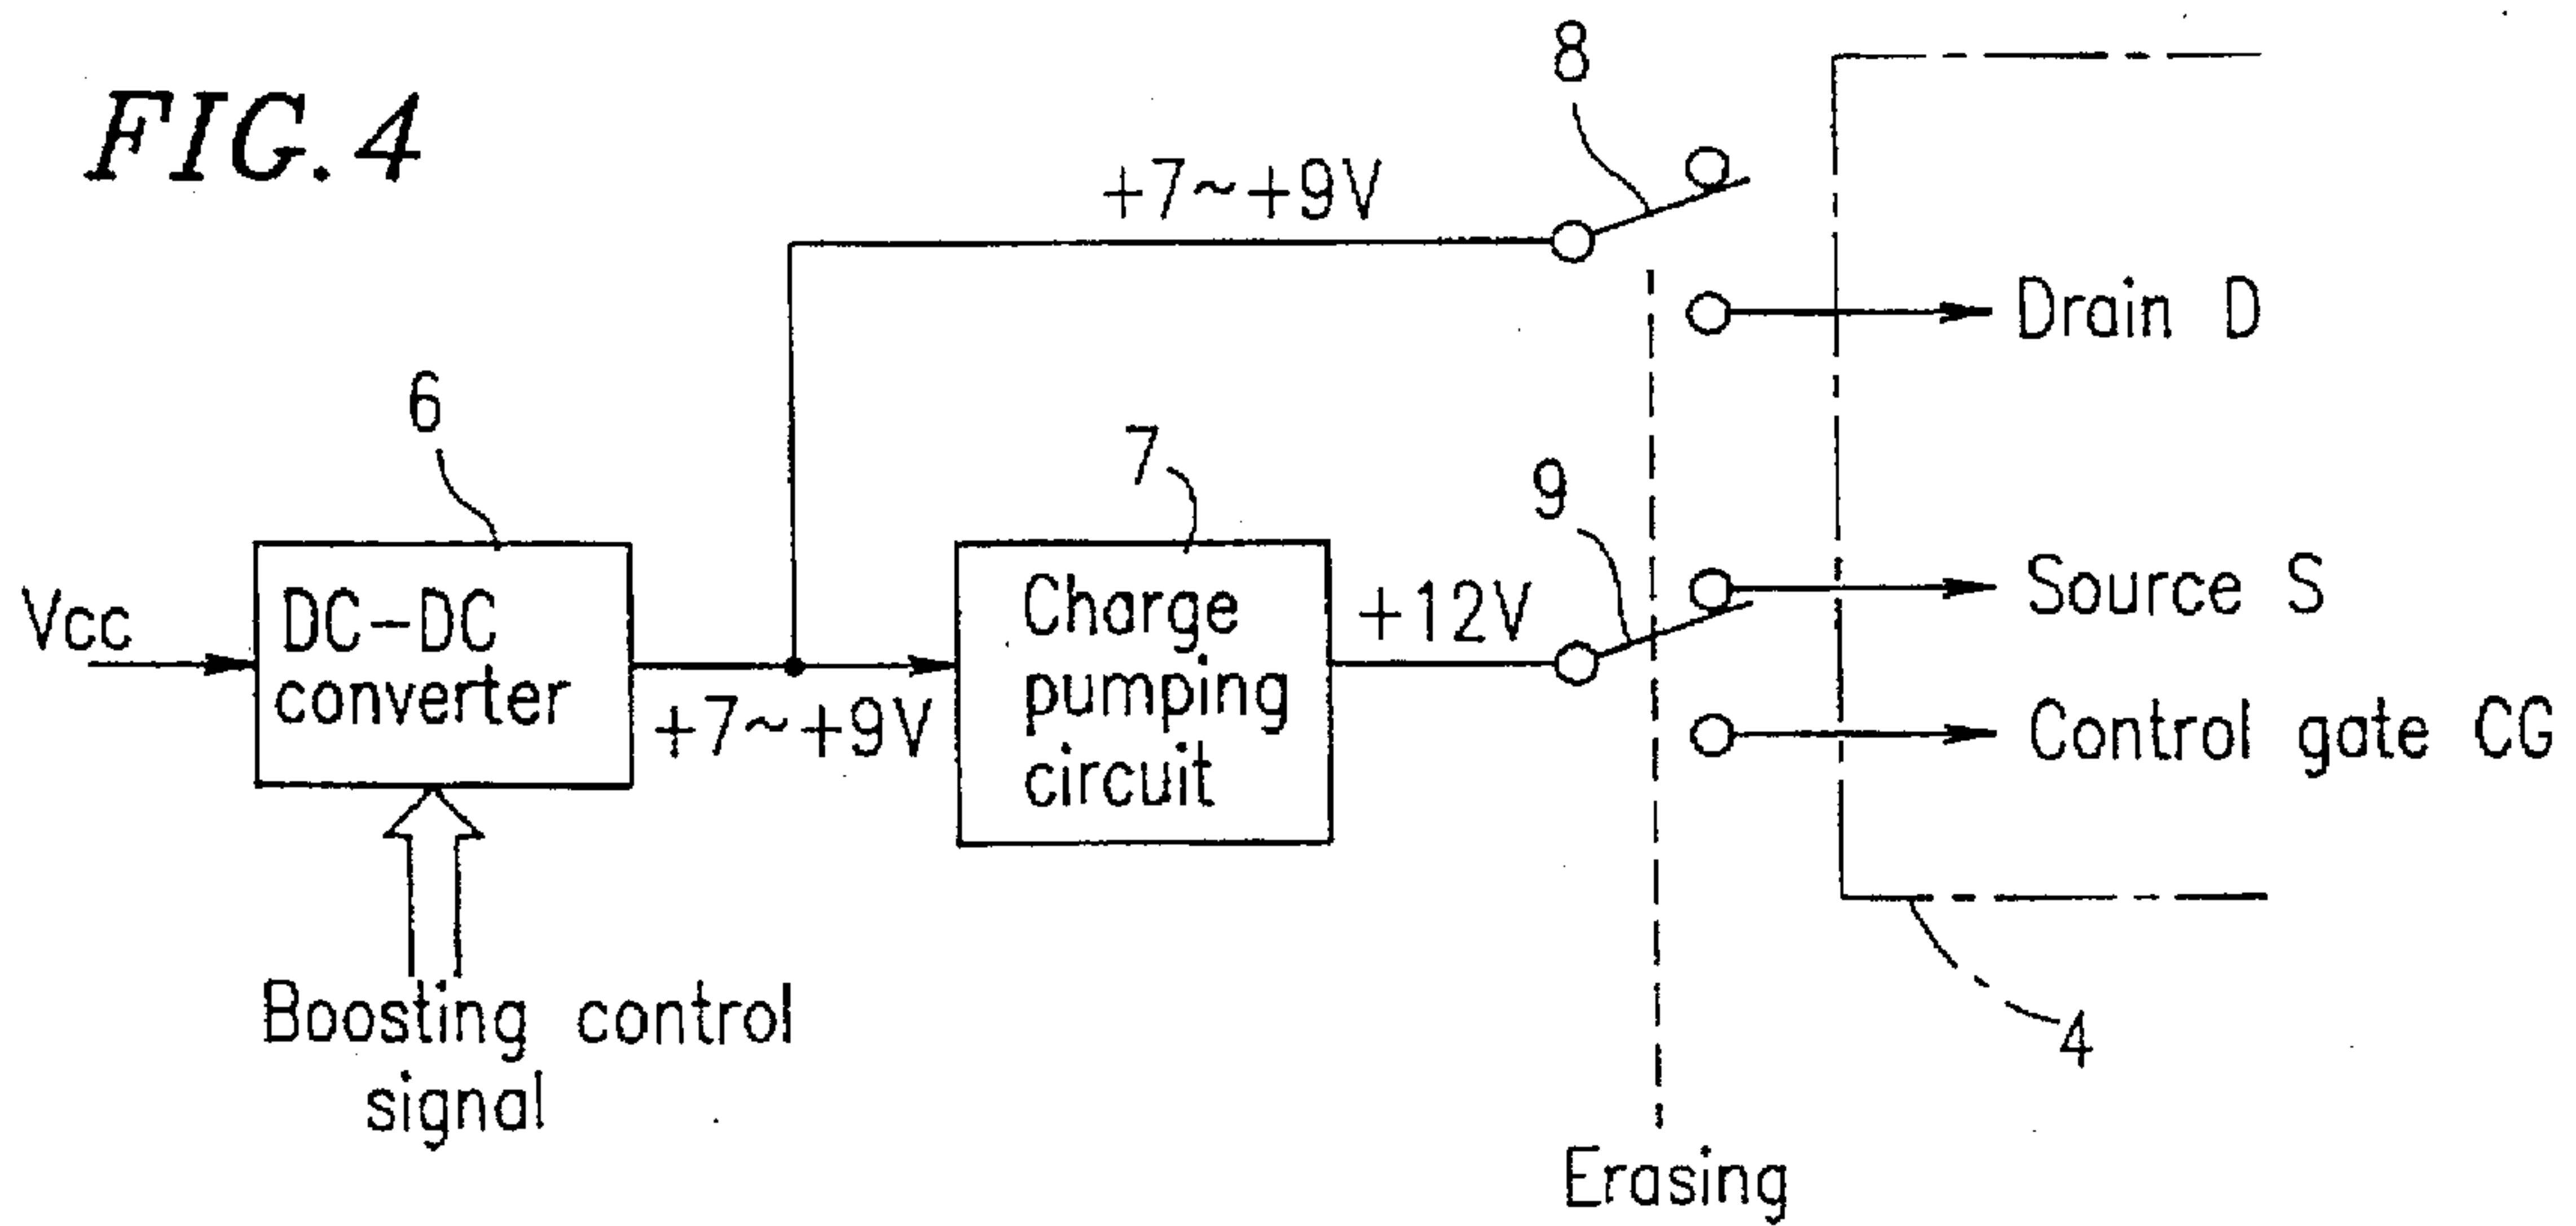 FIG. 4
8
+7~+9V
Drain D
6
7
9
Vcc
DC-DC
converter
+7~+9V
Charge
pumping
circuit
+12V
Source S
Control gate CG
Boosting control
signal
4
Erasing